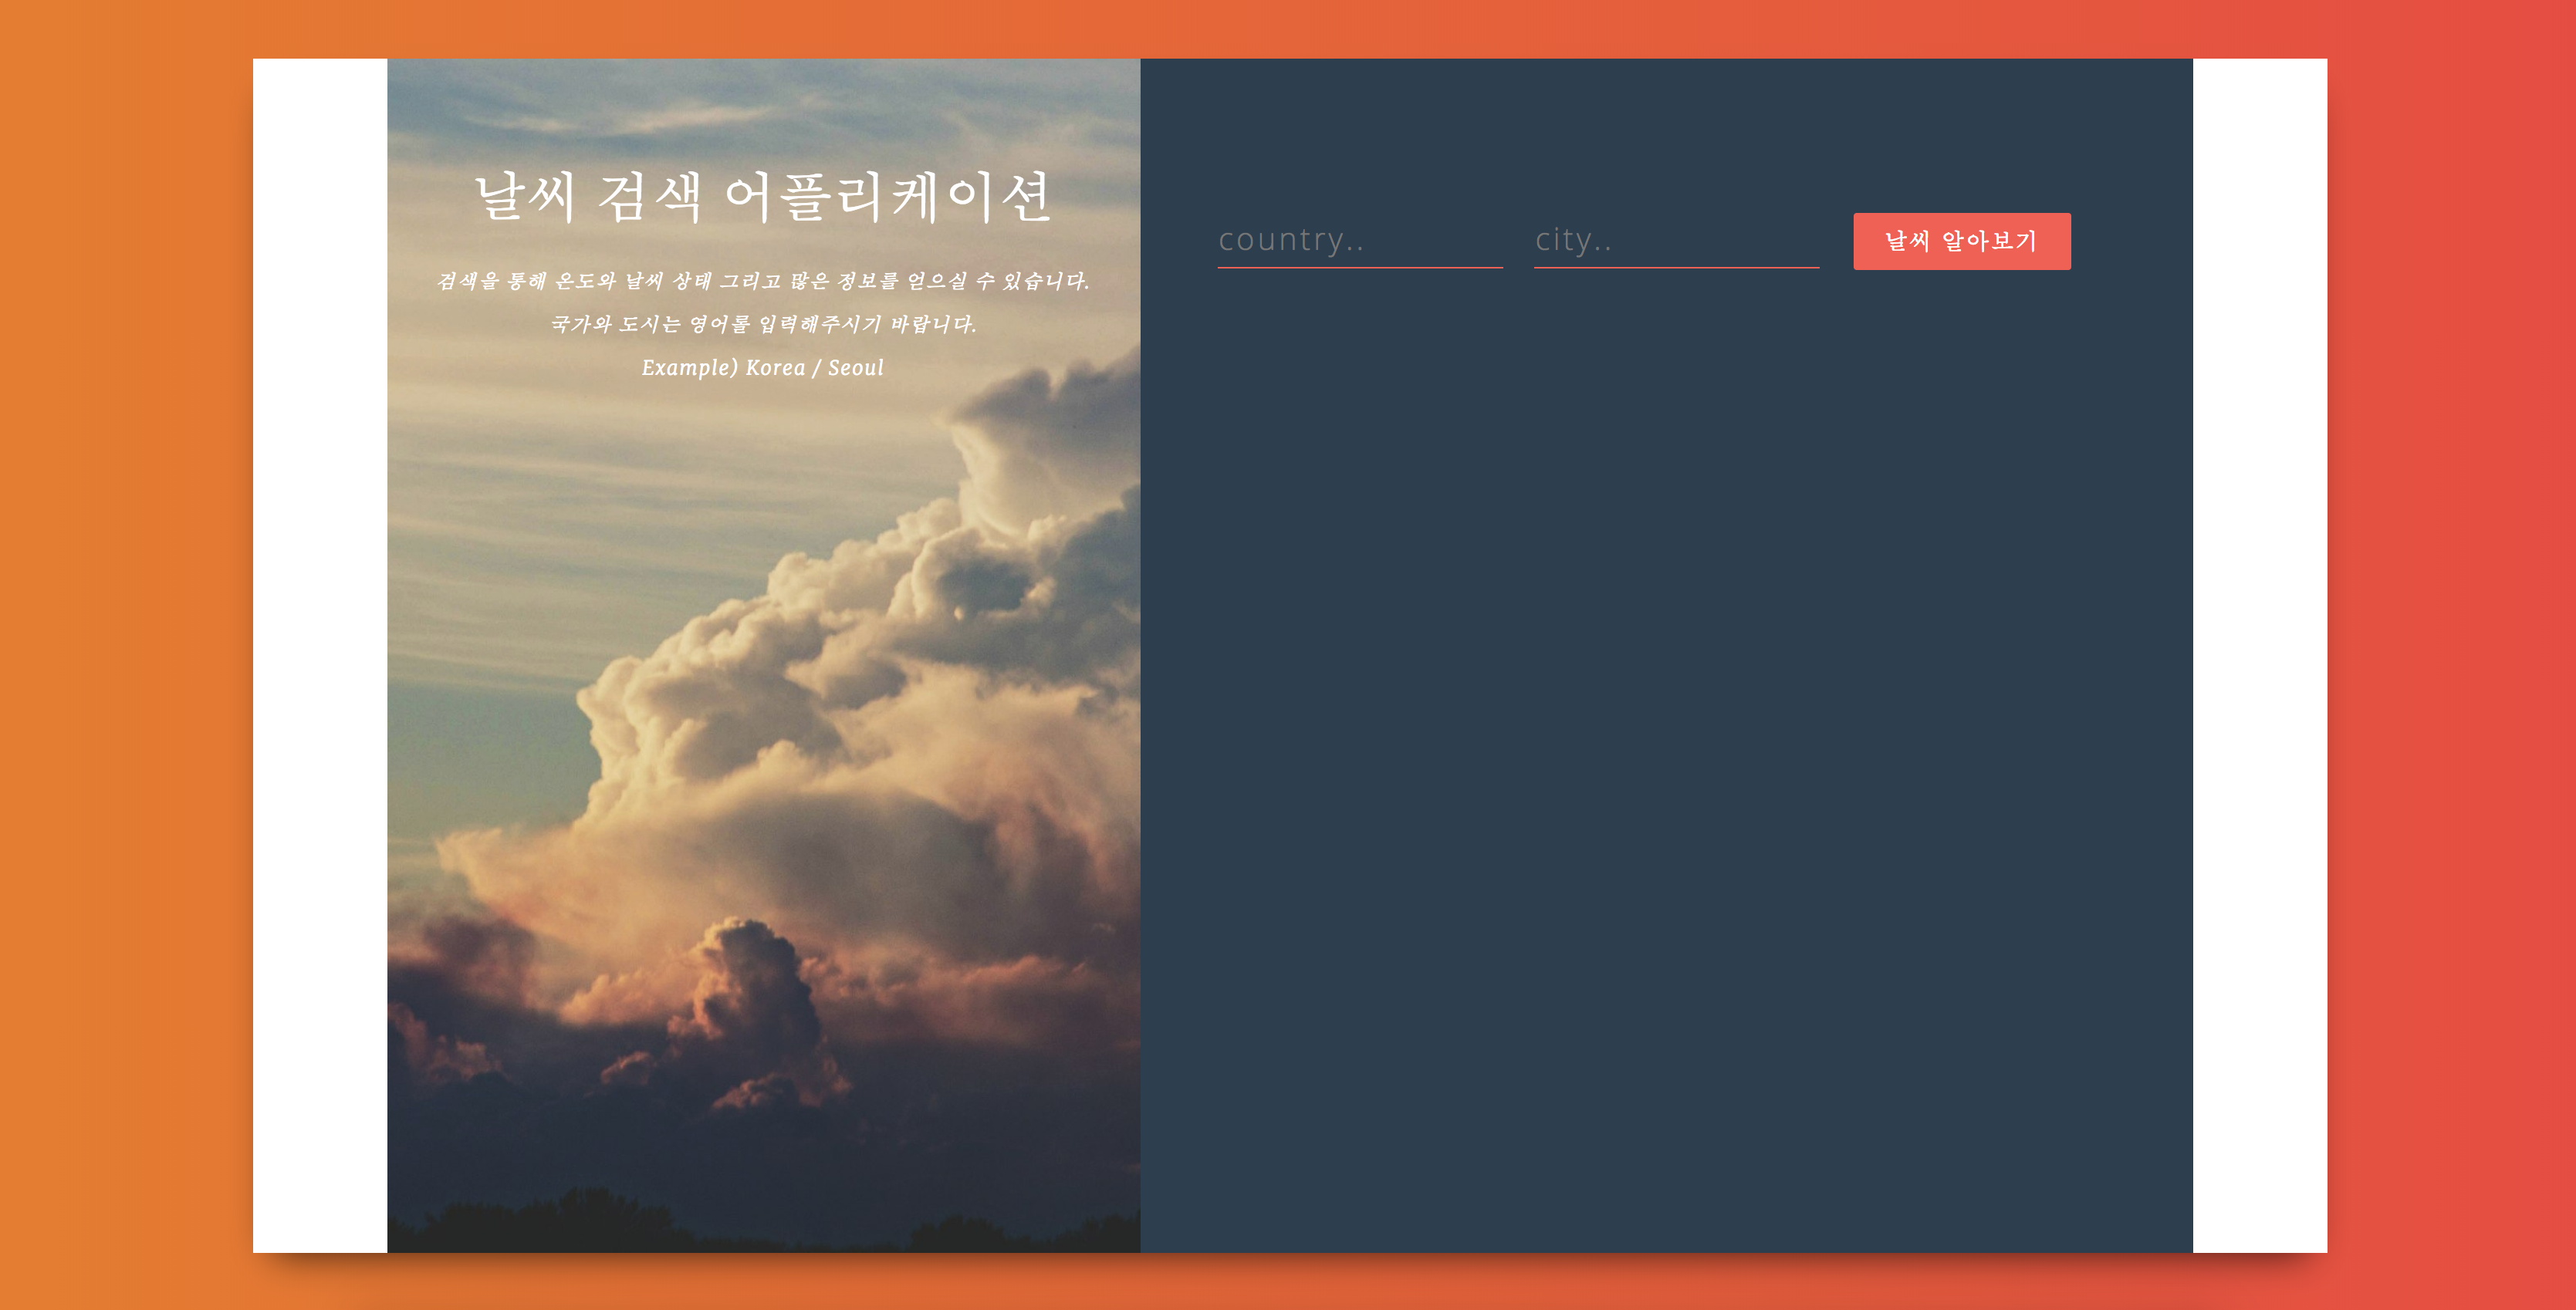 날씨 검색 어플리케이션
검색을 통해 온도와 날씨 상태 그리고 많은 정보를 얻으실 수 있습니다.
국가와 도시는 영어롤 입력해주시기 바랍니다.
Example) Korea / Seoul
country..
city..
날씨 알아보기